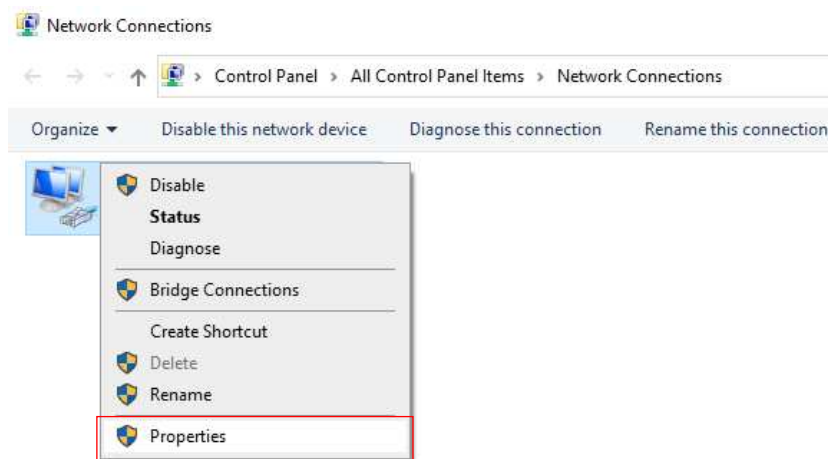 Network Connections
Control Panel > All Control Panel Items > Network Connections
Organize Disable this network device Diagnose this connection Rename this connection
Disable
Status
Diagnose
Bridge Connections
Create Shortcut
Delete
Rename
Properties